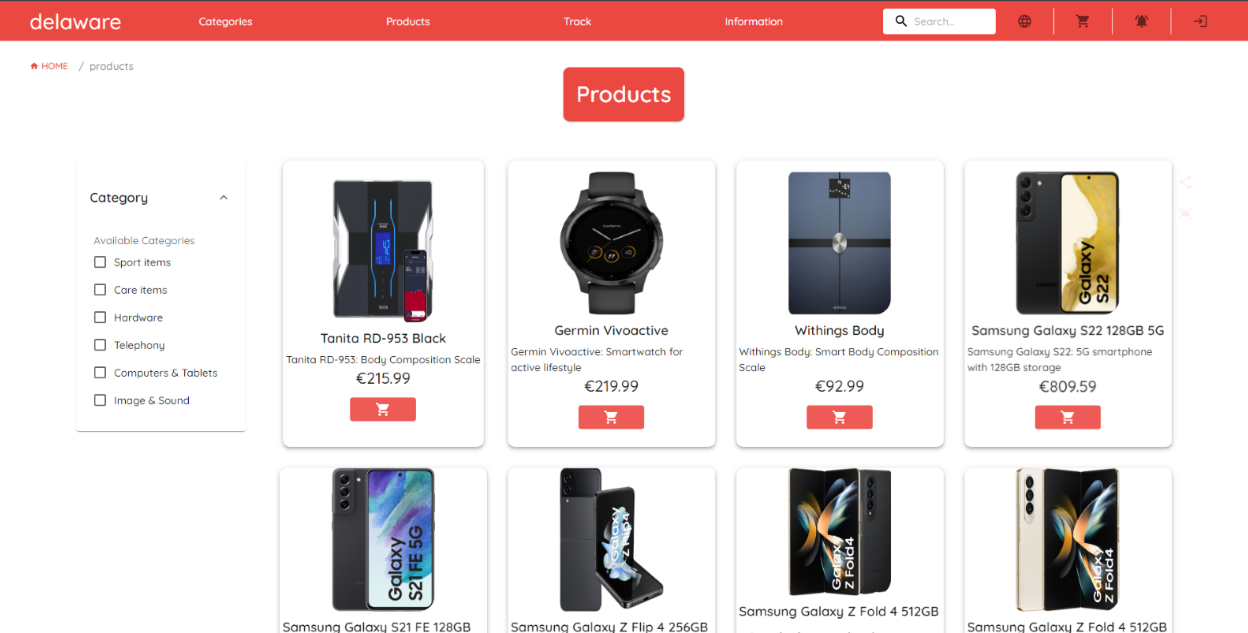 delaware
Categories
Products
Track
Information
Search...
HOME / products
Products
Category
Available Categories
Sport items
Care items
Hardware
Telephony
Computers & Tablets
Image & Sound
Tanita RD-953 Black
Tanita RD-953: Body Composition Scale
€215.99
Germin Vivoactive
Germin Vivoactive: Smartwatch for
active lifestyle
€219.99
Withings Body
Withings Body: Smart Body Composition
Scale
€92.99
Galaxy
S22
Samsung Galaxy S22 128GB 5G
Samsung Galaxy S22: 5G smartphone
with 128GB storage
€809.59
Galaxy
S21 FE 5G
Samsung Galaxy S21 FE 128GB
Galaxy
Z Flip4
Samsung Galaxy Z Flip 4 256GB
Galaxy
Z Fold4
Samsung Galaxy Z Fold 4 512GB
Galaxy
Z Fold4
Samsung Galaxy Z Fold 4 512GB